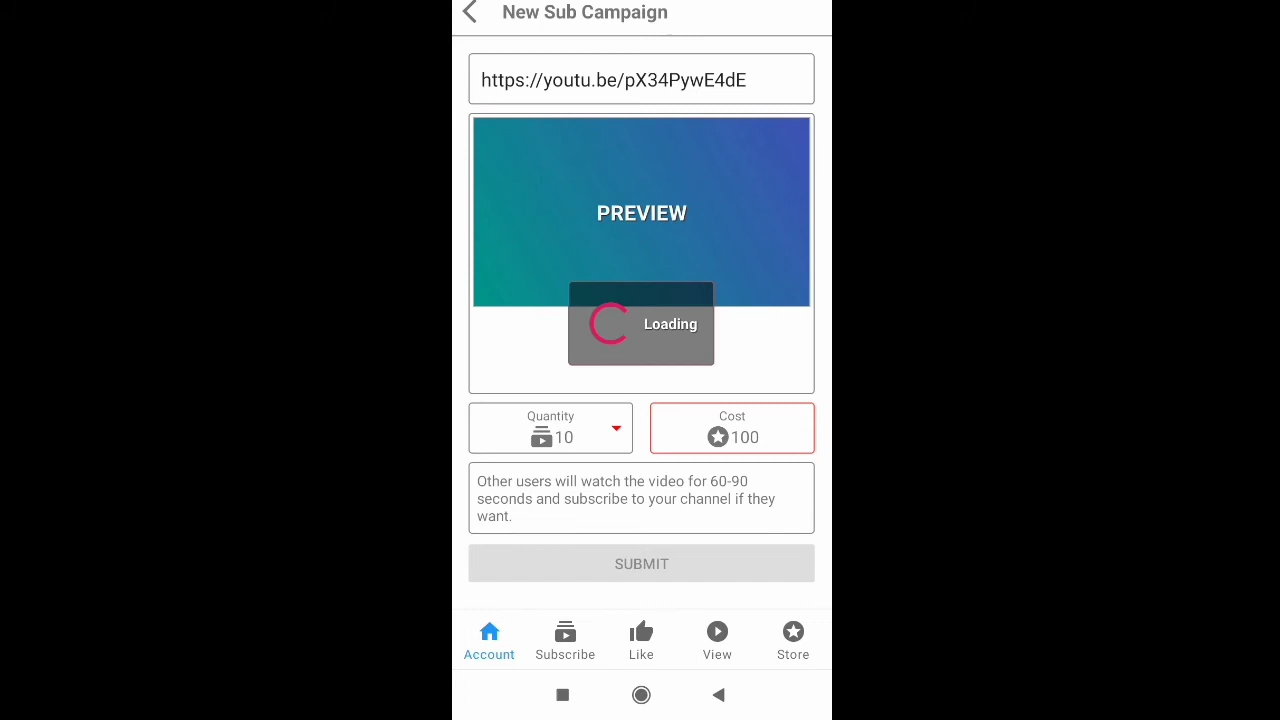 New Sub Campaign
https://youtu.be/pX34PywE4dE
PREVIEW
Loading
Quantity
10
Cost
100
Other users will watch the video for 60-90
seconds and subscribe to your channel if they
want.
SUBMIT
Account
Subscribe
Like
View
Store